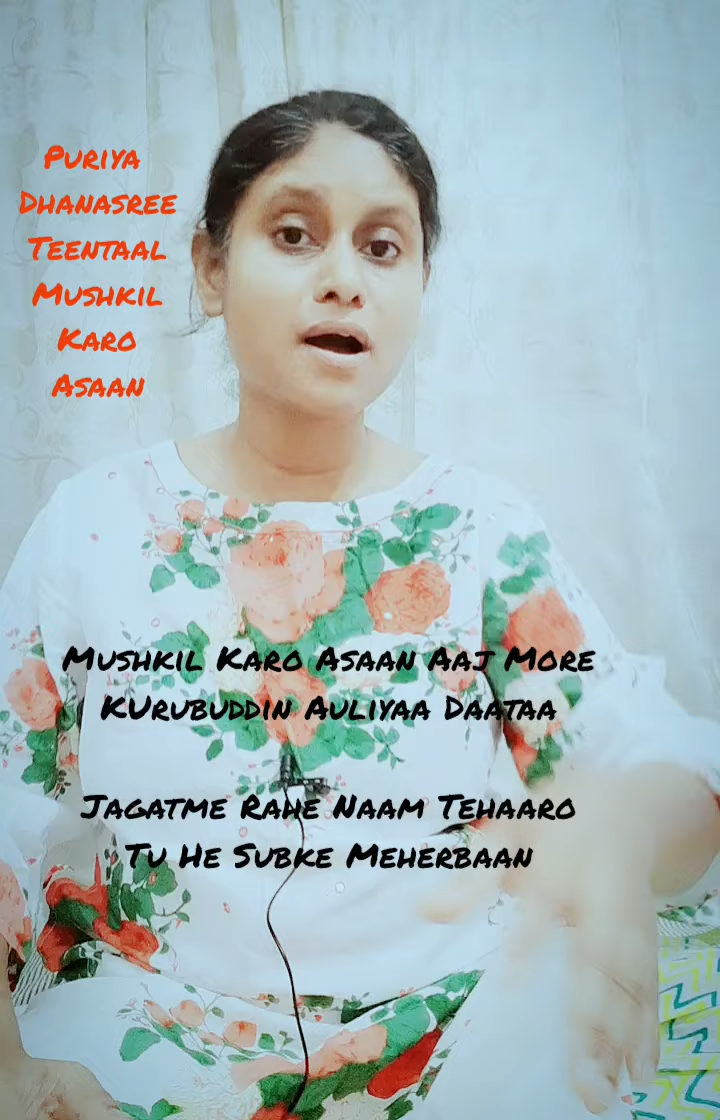 Puriya
Dhanasree
Teentaal
Mushkil
Karo
Asaan
Mushkil Karo Asaan Aaj More
KUrubuddin Auliyaa Daataa
Jagatme Rahe Naam Tehaaro
Tu He Subke Meherbaan